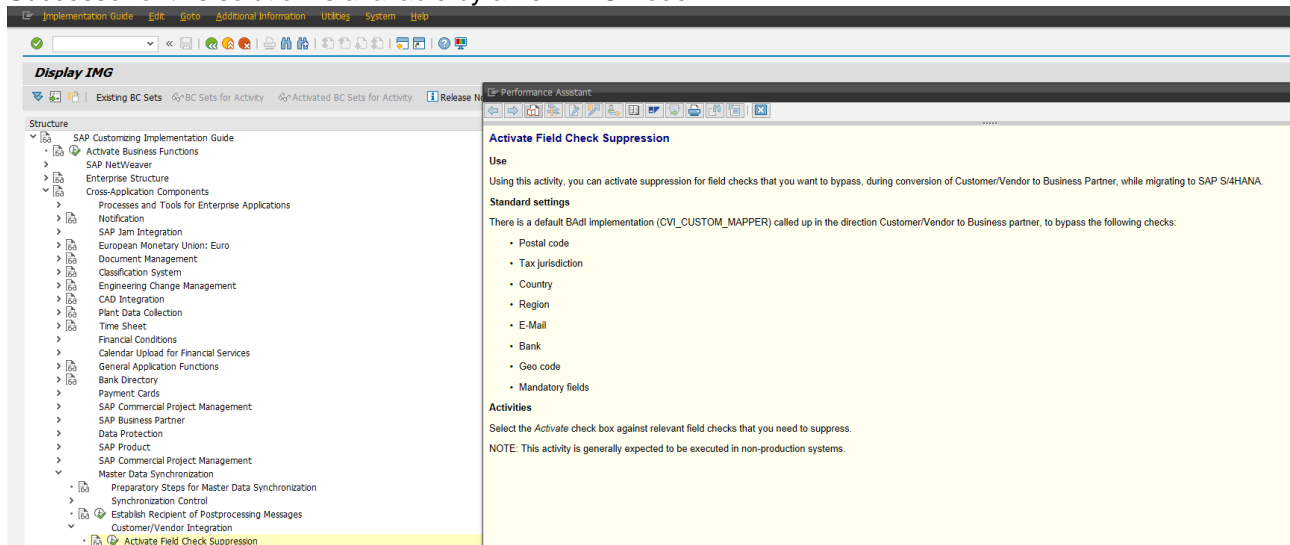 Implementation Guide Edit Goto Additional Information Utilities System Help
Display IMG
Existing BC Sets BC Sets for Activity Activated BC Sets for Activity Release
Structure
SAP Customizing Implementation Guide
Activate Business Functions
SAP NetWeaver
Enterprise Structure
Cross-Application Components
Processes and Tools for Enterprise Applications
Notification
SAP Jam Integration
European Monetary Union: Euro
Document Management
Classification System
Engineering Change Management
CAD Integration
Plant Data Collection
Time Sheet
Financial Conditions
Calendar Upload for Financial Services
General Application Functions
Bank Directory
Payment Cards
SAP Commercial Project Management
SAP Business Partner
Data Protection
SAP Product
SAP Commercial Project Management
Master Data Synchronization
Preparatory Steps for Master Data Synchronization
Synchronization Control
Establish Recipient of Postprocessing Messages
Customer/Vendor Integration
Activate Field Check Suppression
Performance Assistant
Activate Field Check Suppression
Use
Using this activity, you can activate suppression for field checks that you want to bypass, during conversion of Customer/Vendor to Business Partner, while migrating to SAP S/4HANA.
Standard settings
There is a default BAdI implementation (CVI_CUSTOM_MAPPER) called up in the direction Customer/Vendor to Business partner, to bypass the following checks:
• Postal code
• Tax jurisdiction
• Country
• Region
• E-Mail
• Bank
• Geo code
• Mandatory fields
Activities
Select the Activate check box against relevant field checks that you need to suppress.
NOTE: This activity is generally expected to be executed in non-production systems.